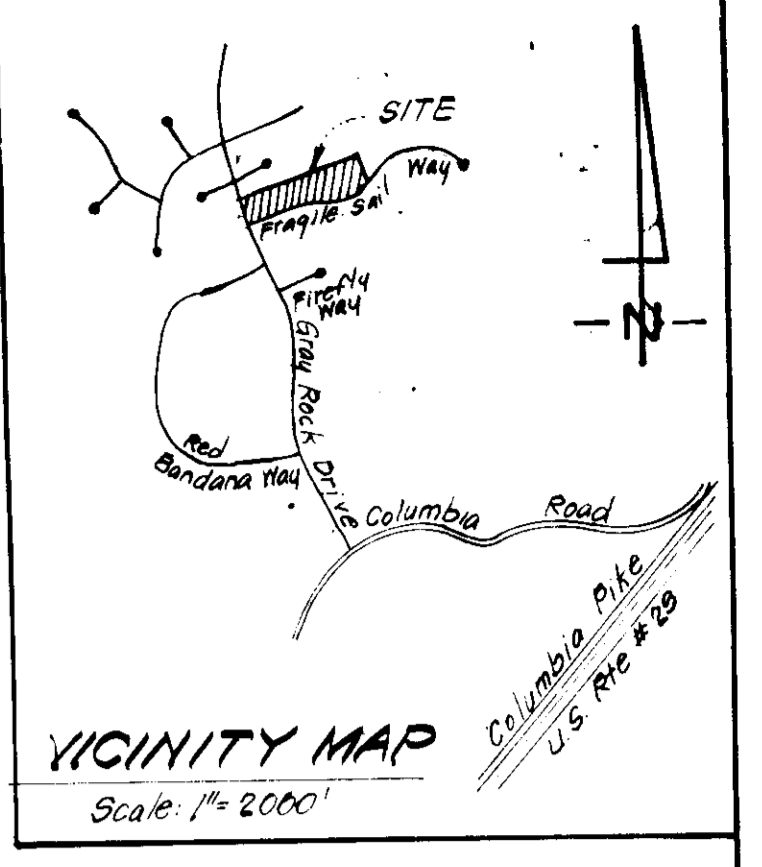 SITE
Way
Fragile Sail
Firefly
Way
N
Gray Rock Drive
Red
Bandana Way
Columbia Road
Columbia Pike
U.S. Rte # 29
VICINITY MAP
Scale: 1"= 2000'